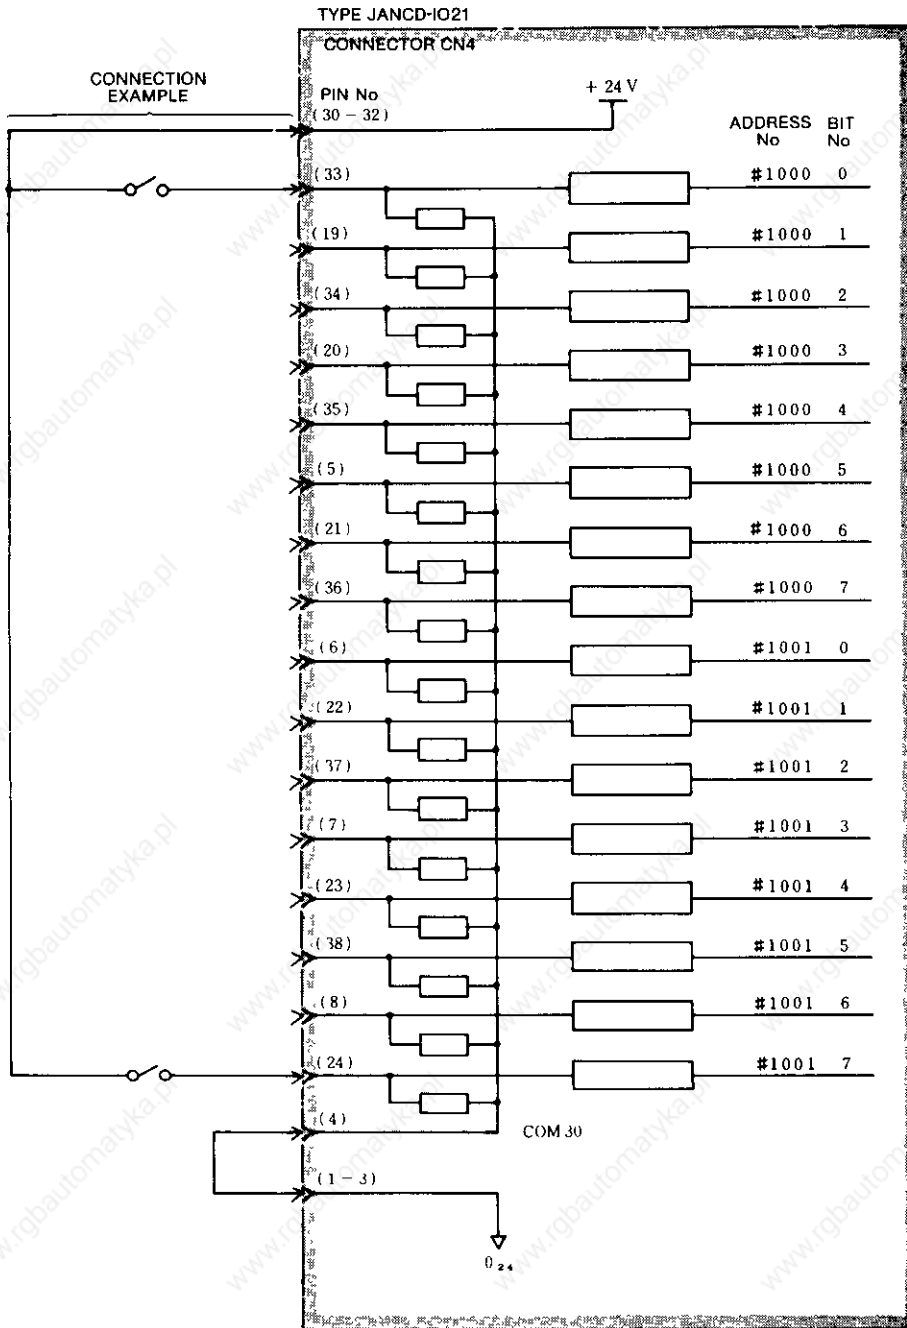 TYPE JANCD-IO21
CONNECTOR CN4
CONNECTION
EXAMPLE
PIN No
(30 – 32)
+ 24 V
ADDRESS No BIT No
(33) #1000 0
(19) #1000 1
(34) #1000 2
(20) #1000 3
(35) #1000 4
(5) #1000 5
(21) #1000 6
(36) #1000 7
(6) #1001 0
(22) #1001 1
(37) #1001 2
(7) #1001 3
(23) #1001 4
(38) #1001 5
(8) #1001 6
(24) #1001 7
(4) COM 30
(1 – 3)
0 24
www.rgbautomatyka.pl